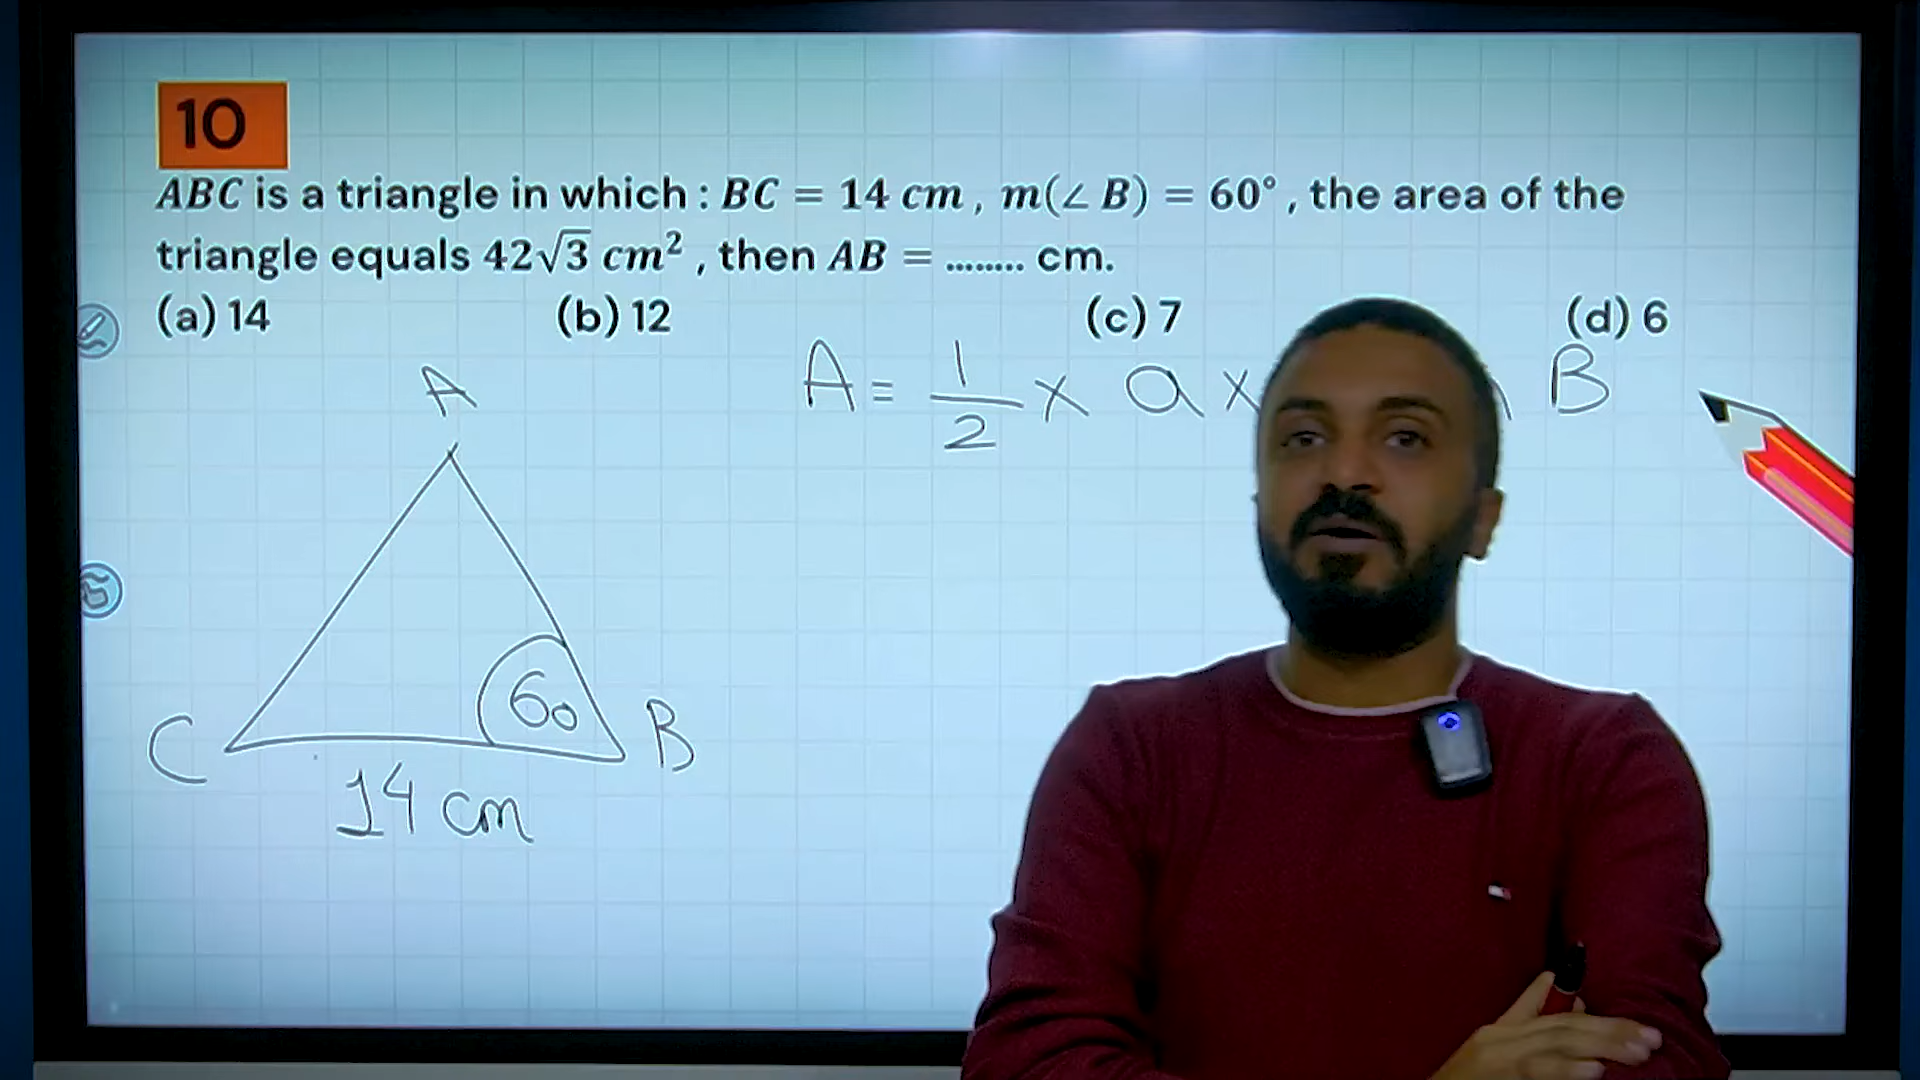 10
ABC is a triangle in which : BC = 14 cm , m(∠ B) = 60° , the area of the
triangle equals 42√3 cm² , then AB = ........ cm.
(a) 14 (b) 12 (c) 7 (d) 6
A = 1/2 × a × B
A
60
C B
14 cm